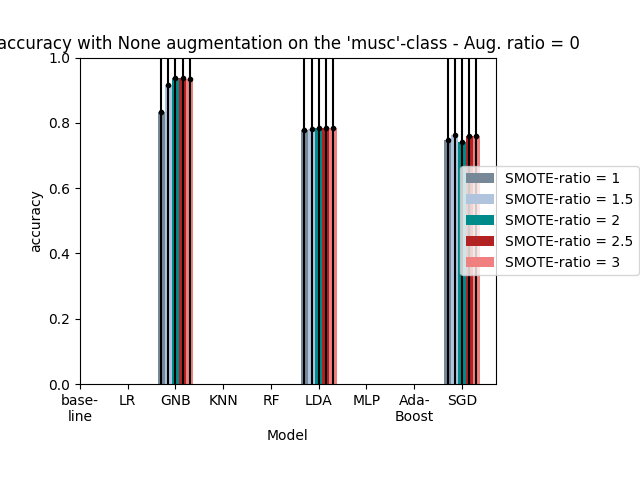 accuracy with None augmentation on the 'musc'-class - Aug. ratio = 0
1.0
0.8
0.6
0.4
0.2
0.0
accuracy
SMOTE-ratio = 1
SMOTE-ratio = 1.5
SMOTE-ratio = 2
SMOTE-ratio = 2.5
SMOTE-ratio = 3
base-
line
LR
GNB
KNN
RF
LDA
MLP
Ada-
Boost
SGD
Model